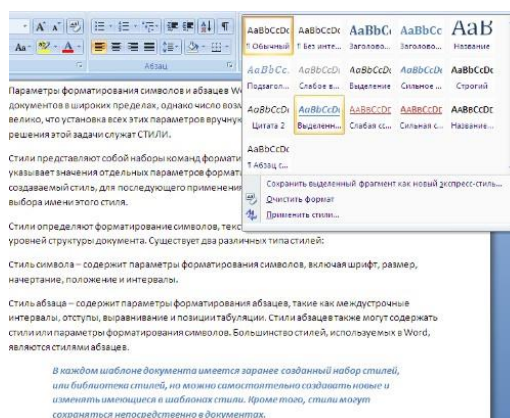 Абзац
AaBbCcDc AaBbCcDc AaBbC AaBbCc АаВ
¶ Обычный ¶ Без инте... Заголово... Заголово... Название
AaBbCc. AaBbCcDc AaBbCcDc AaBbCcDc AaBbCcDc
Подзагол... Слабое в... Выделение Сильное ... Строгий
AaBbCcDc AaBbCcDc AaBbCcDc AaBbCcDc AaBbCcDc
Цитата 2 Выделенн... Слабая сс... Сильная с... Название...
AaBbCcDc
¶ Абзац с...
Сохранить выделенный фрагмент как новый экспресс-стиль...
Очистить формат
Применить стили...
Параметры форматирования символов и абзацев W
документов в широких пределах, однако число воз
велико, что установка всех этих параметров вручную
решения этой задачи служат СТИЛИ.
Стили представляют собой наборы команд формати
указывает значения отдельных параметров формат
создаваемый стиль, для последующего применения
выбора имени этого стиля.
Стили определяют форматирование символов, текс
уровней структуры документа. Существует два различных типа стилей:
Стиль символа – содержит параметры форматирования символов, включая шрифт, размер,
начертание, положение и интервалы.
Стиль абзаца – содержит параметры форматирования абзацев, такие как междустрочные
интервалы, отступы, выравнивание и позиции табуляции. Стили абзацев также могут содержать
стили или параметры форматирования символов. Большинство стилей, используемых в Word,
являются стилями абзацев.
В каждом шаблоне документа имеется заранее созданный набор стилей,
или библиотека стилей, но можно самостоятельно создавать новые и
изменять имеющиеся в шаблонах стили. Кроме того, стили могут
сохраняться непосредственно в документах.